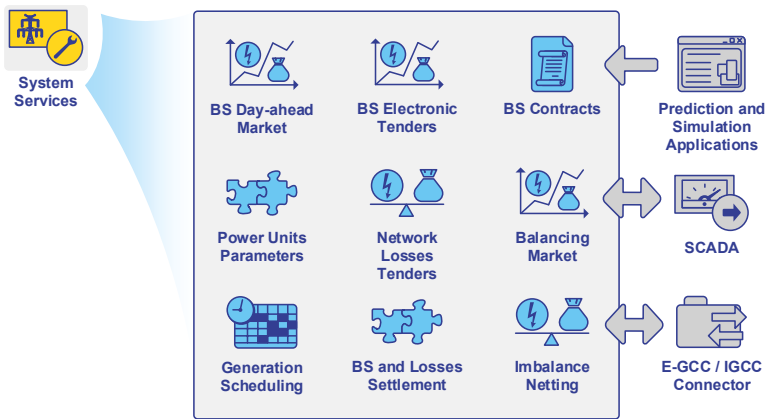 System
Services
BS Day-ahead
Market
BS Electronic
Tenders
BS Contracts
Prediction and
Simulation
Applications
Power Units
Parameters
Network
Losses
Tenders
Balancing
Market
SCADA
Generation
Scheduling
BS and Losses
Settlement
Imbalance
Netting
E-GCC / IGCC
Connector